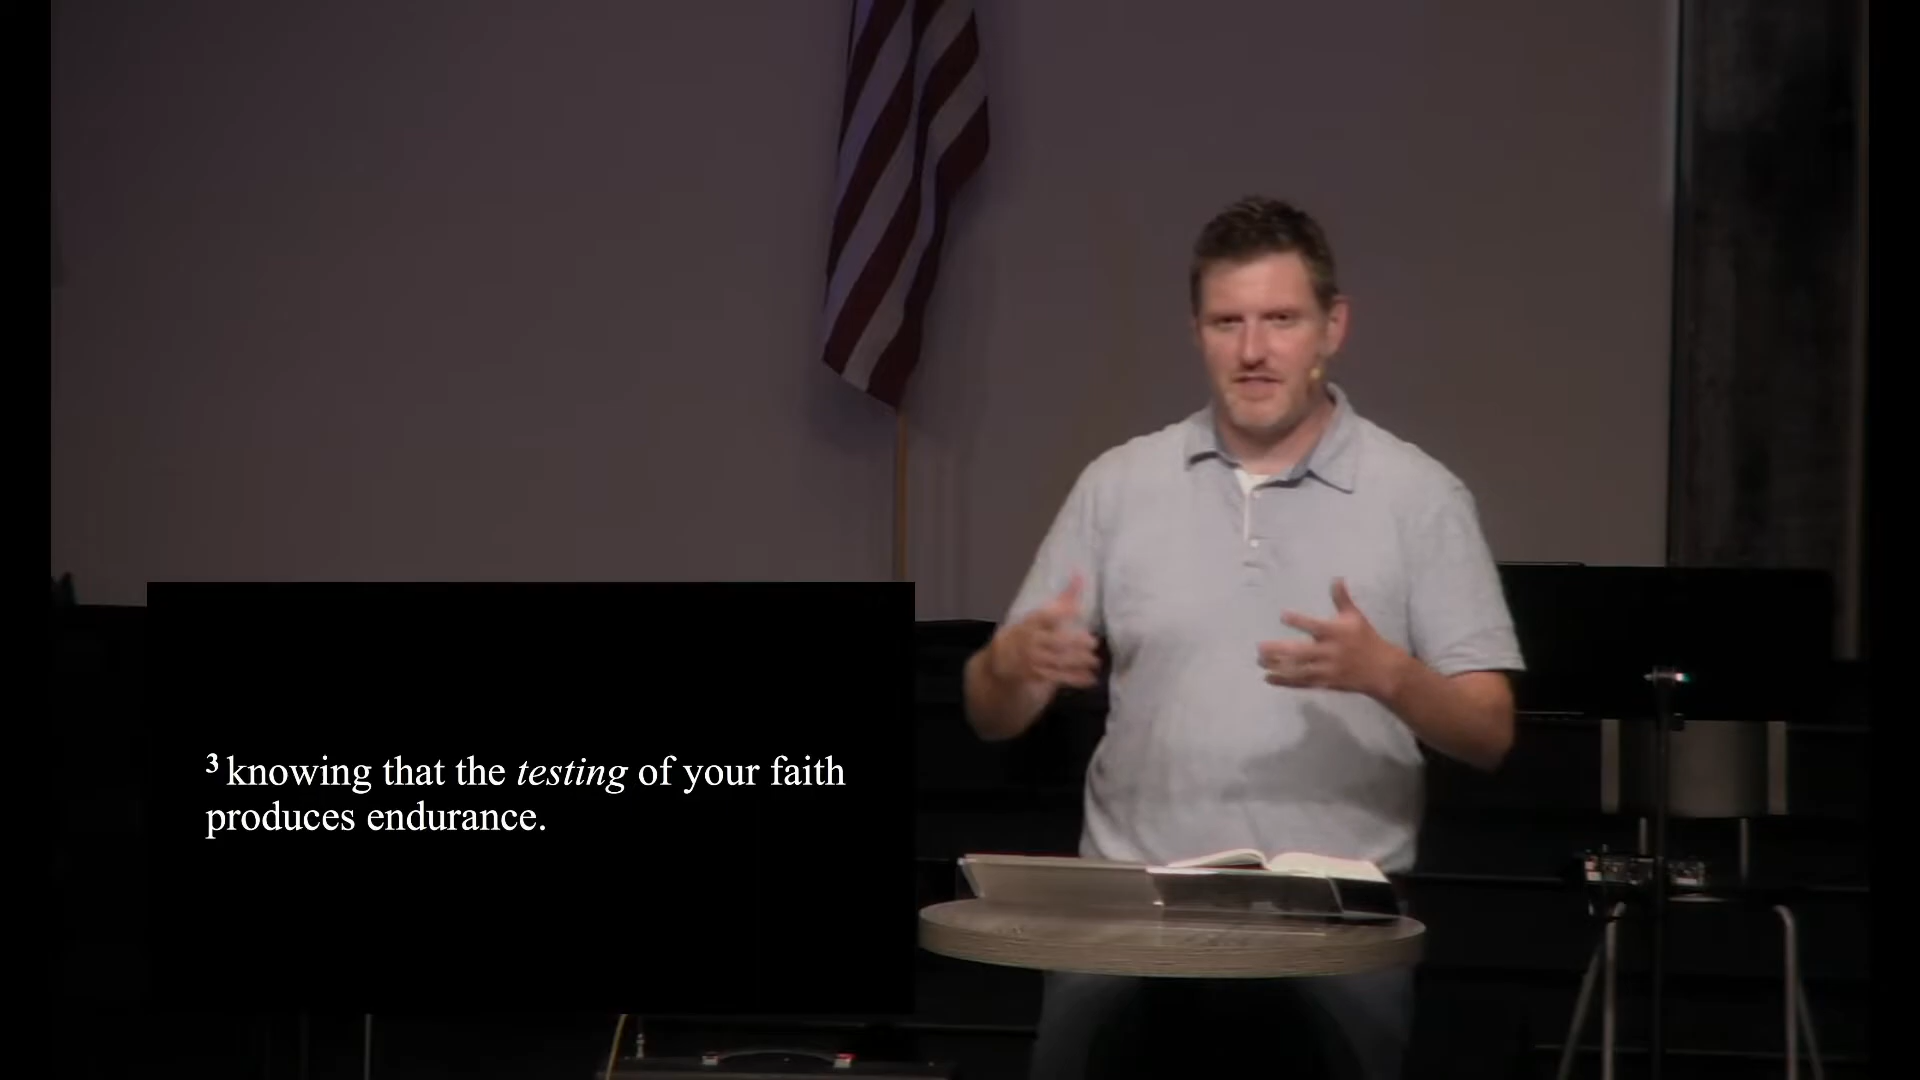 3 knowing that the testing of your faith
produces endurance.